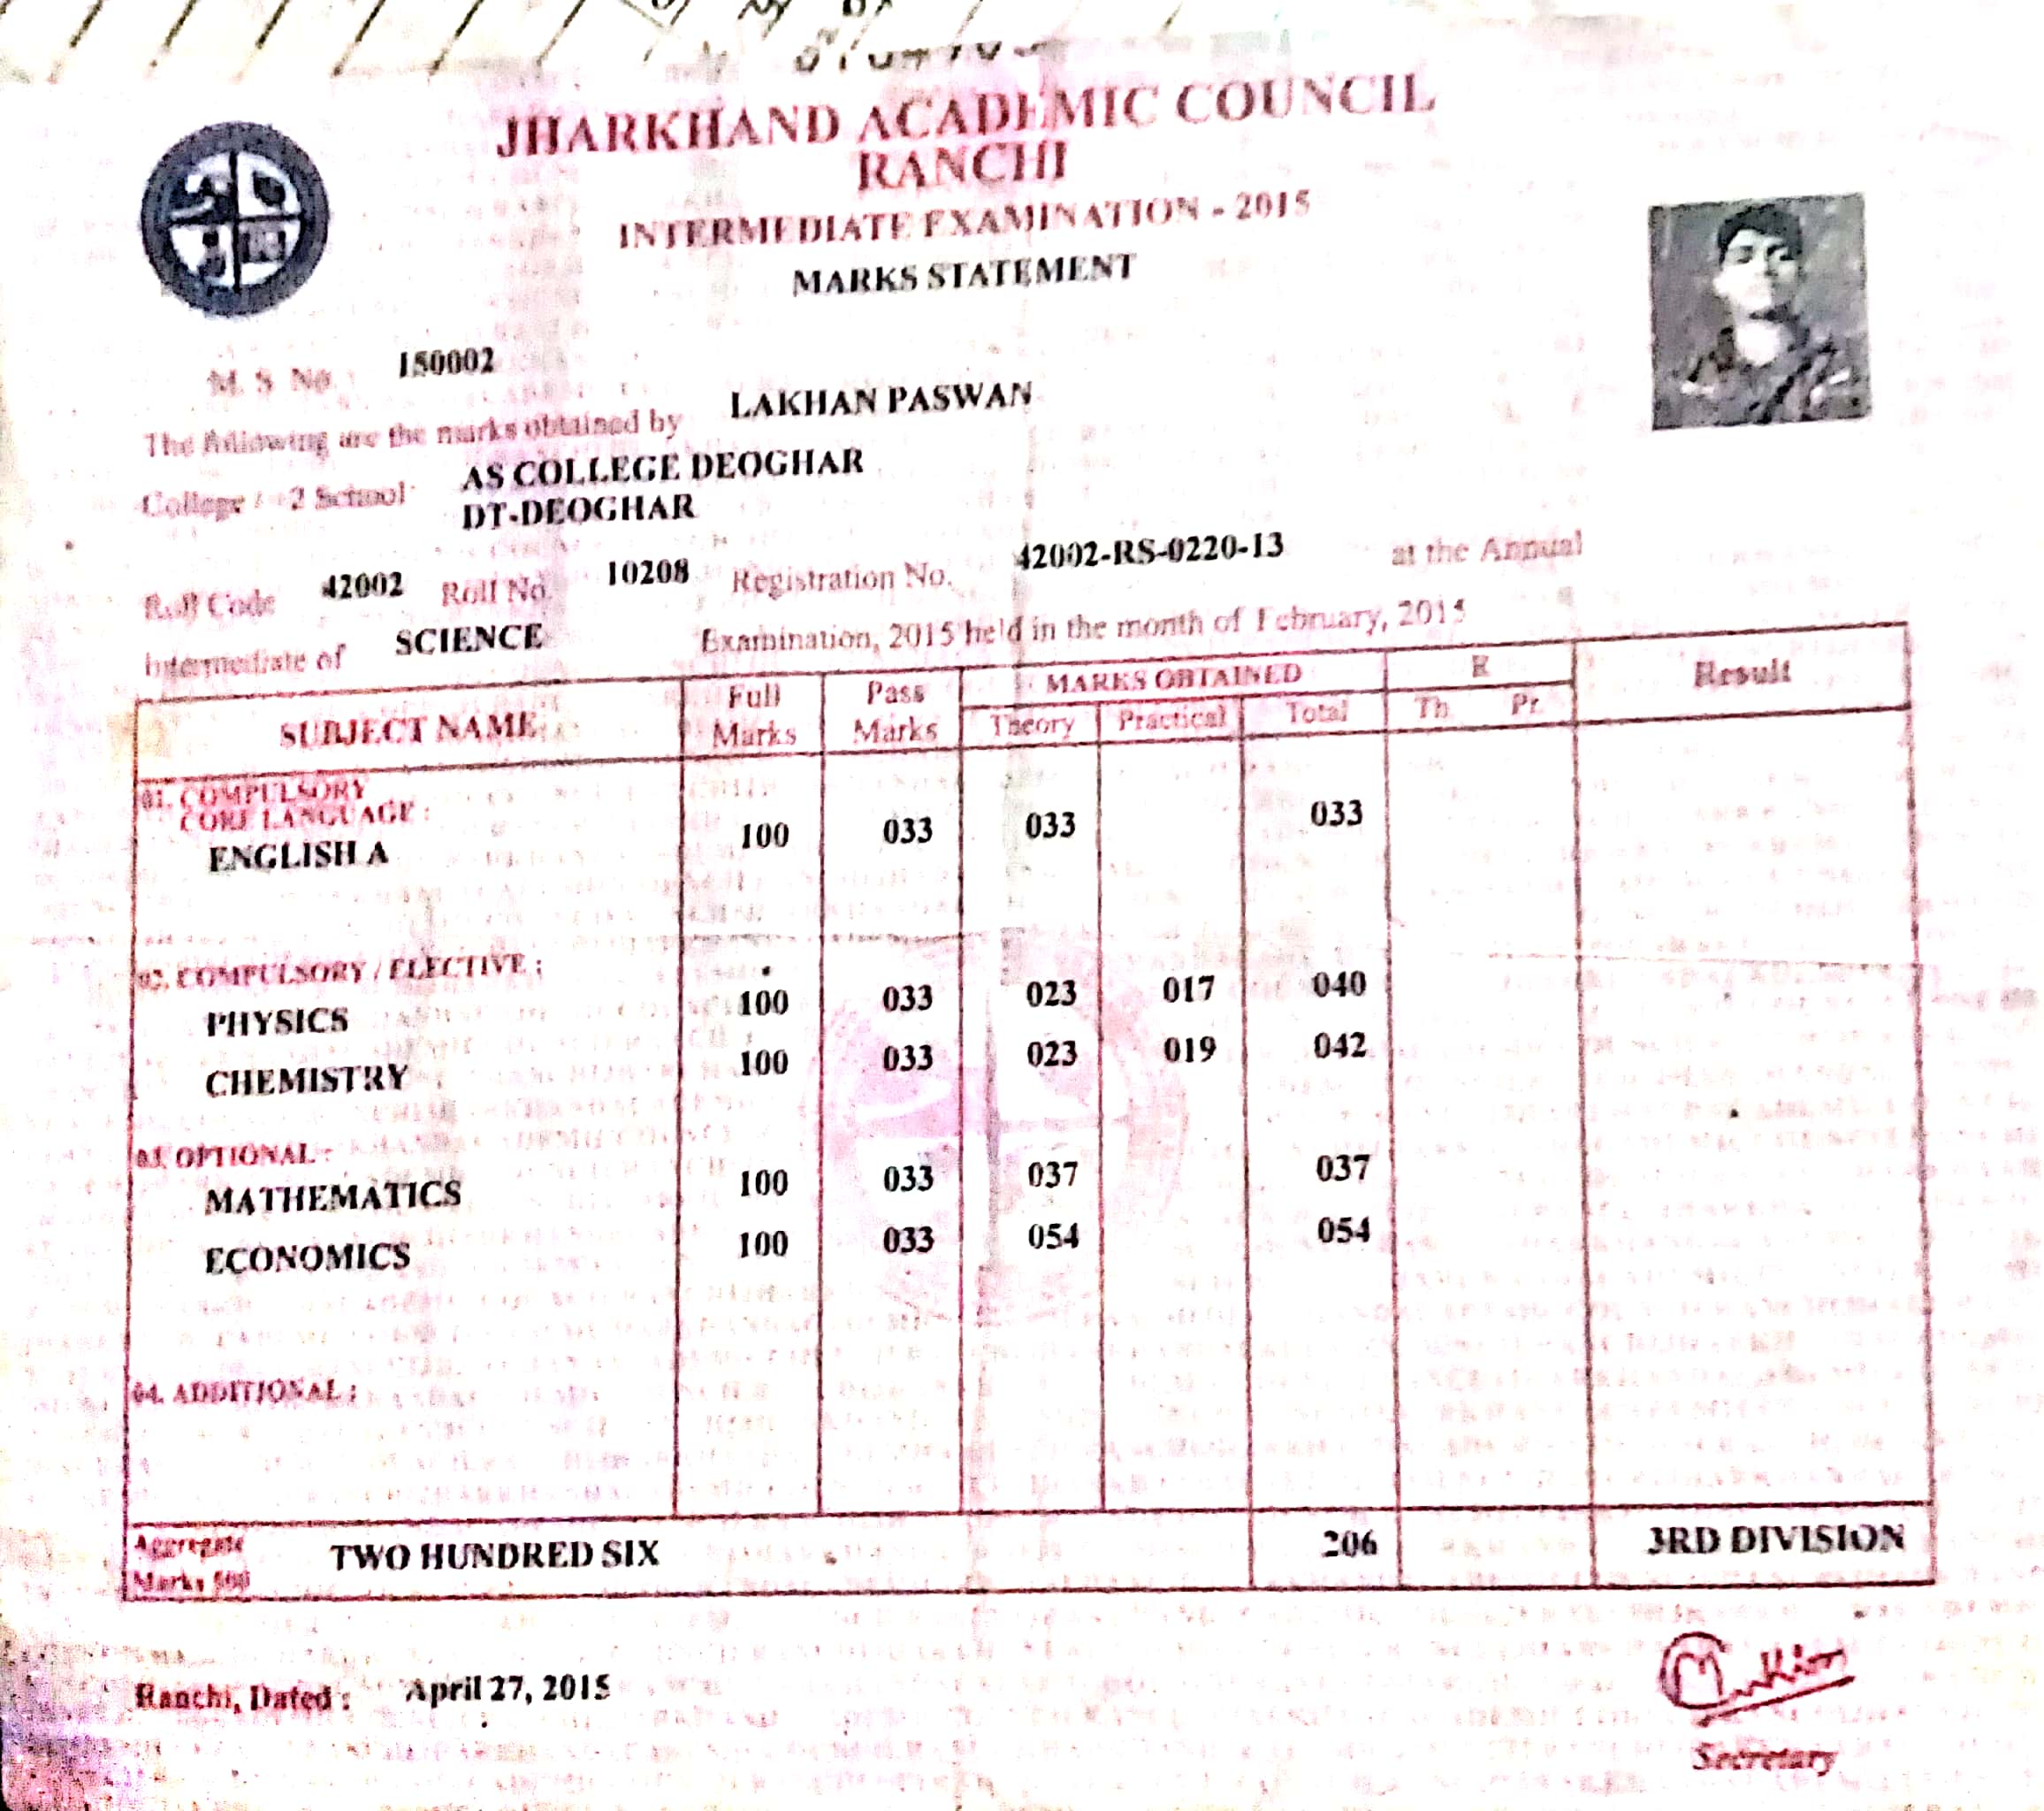 JHARKHAND ACADEMIC COUNCIL
RANCHI
INTERMEDIATE EXAMINATION - 2015
MARKS STATEMENT
M. S. No. : 150002
The following are the marks obtained by LAKHAN PASWAN
College / +2 School AS COLLEGE DEOGHAR
DT-DEOGHAR
Roll Code 42002 Roll No. 10208 Registration No. 42002-RS-0220-13 at the Annual
Intermediate of SCIENCE Examination, 2015 held in the month of February, 2015
SUBJECT NAME Full Marks Pass Marks MARKS OBTAINED R Result
Theory Practical Total Th. Pr.
01. COMPULSORY
CORE LANGUAGE :
ENGLISH A 100 033 033 033
02. COMPULSORY / ELECTIVE :
PHYSICS 100 033 023 017 040
CHEMISTRY 100 033 023 019 042
03. OPTIONAL :
MATHEMATICS 100 033 037 037
ECONOMICS 100 033 054 054
04. ADDITIONAL :
Aggregate
Marks 500 TWO HUNDRED SIX 206 3RD DIVISION
Ranchi, Dated : April 27, 2015
Secretary